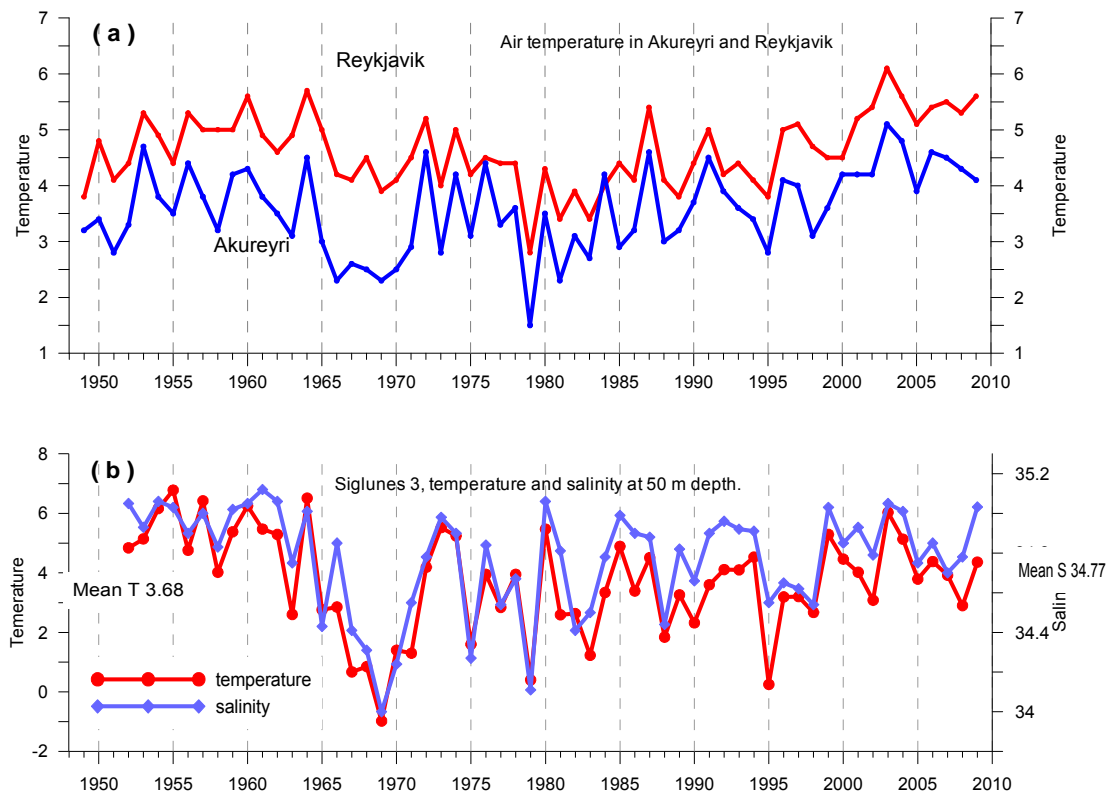 ( a )
Air temperature in Akureyri and Reykjavik
Reykjavik
Akureyri
Temperature
Temperature
7
6
5
4
3
2
1
7
6
5
4
3
2
1
1950 1955 1960 1965 1970 1975 1980 1985 1990 1995 2000 2005 2010
( b )
Siglunes 3, temperature and salinity at 50 m depth.
Temerature
8
6
4
2
0
-2
Mean T 3.68
temperature
salinity
35.2
Mean S 34.77
Salin
34.4
34
1950 1955 1960 1965 1970 1975 1980 1985 1990 1995 2000 2005 2010